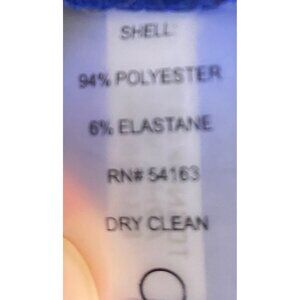 SHELL:
94% POLYESTER
6% ELASTANE
RN# 54163
DRY CLEAN